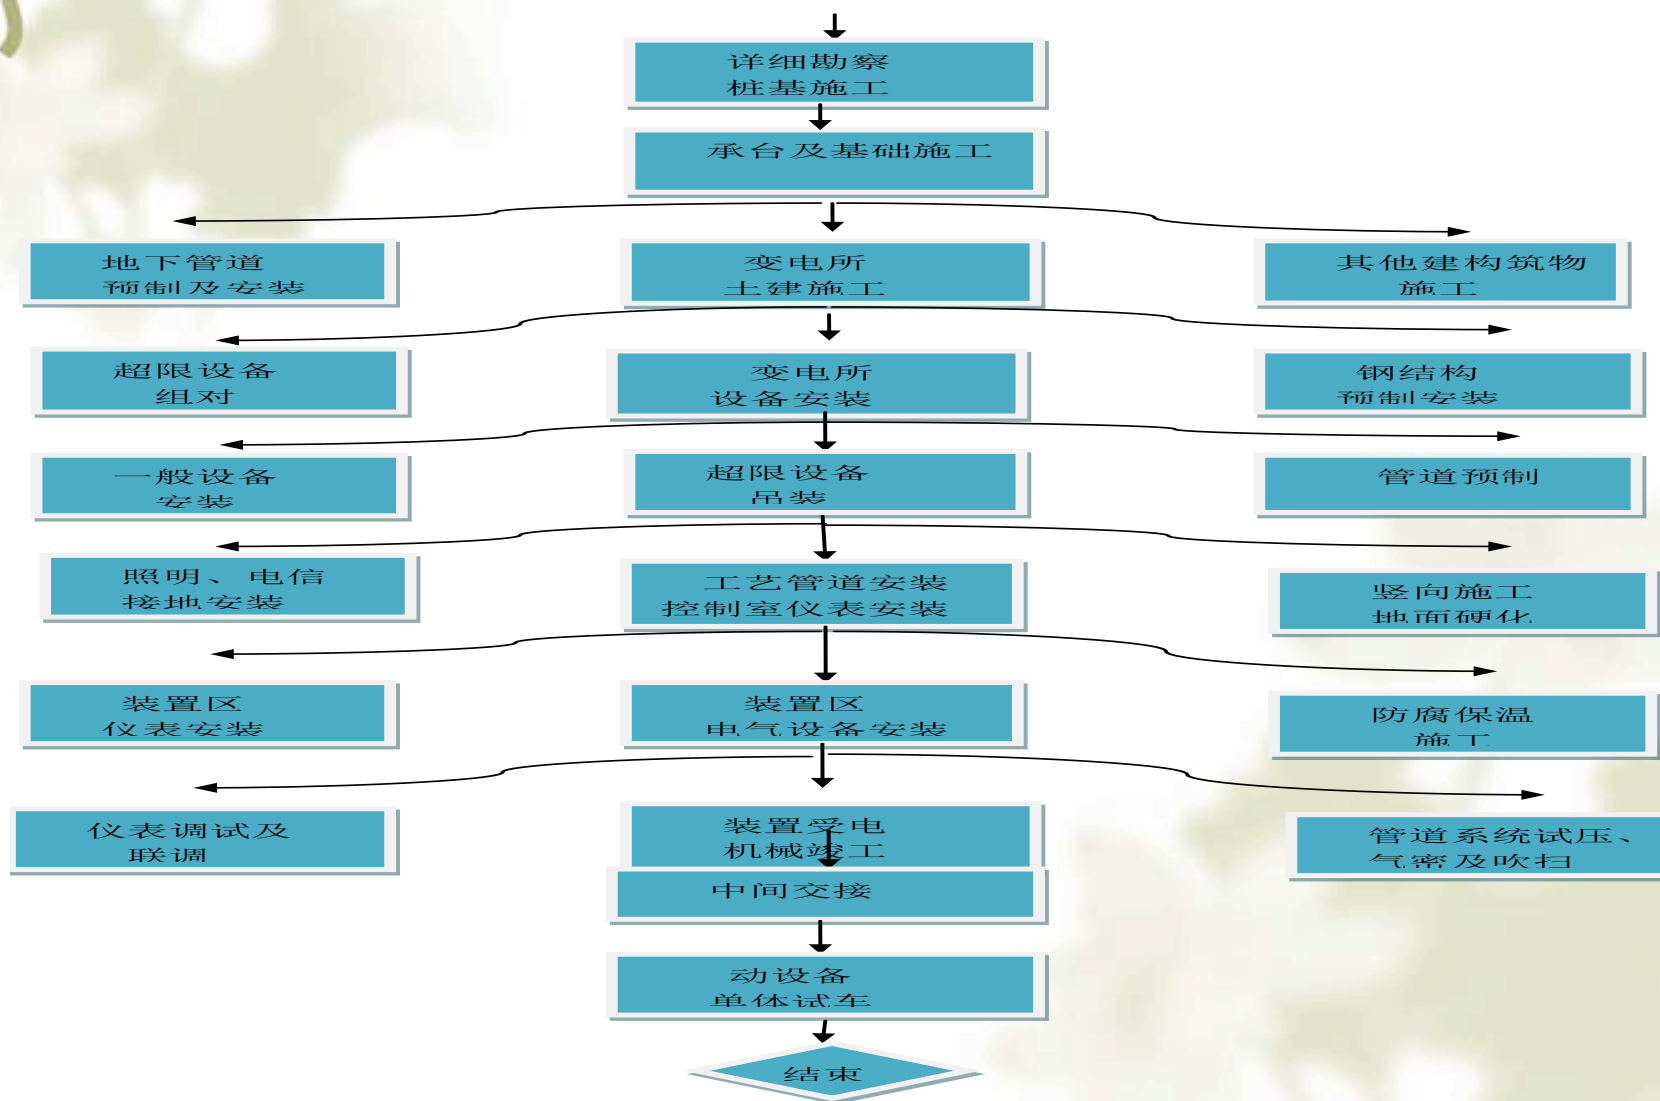 详细勘察
桩基施工
承台及基础施工
地下管道
预制及安装
变电所
土建施工
其他建构筑物
施工
超限设备
组对
变电所
设备安装
钢结构
预制安装
一般设备
安装
超限设备
吊装
管道预制
照明、电信
接地安装
工艺管道安装
控制室仪表安装
竖向施工
地面硬化
装置区
仪表安装
装置区
电气设备安装
防腐保温
施工
仪表调试及
联调
装置受电
机械竣工
管道系统试压、
气密及吹扫
中间交接
动设备
单体试车
结束